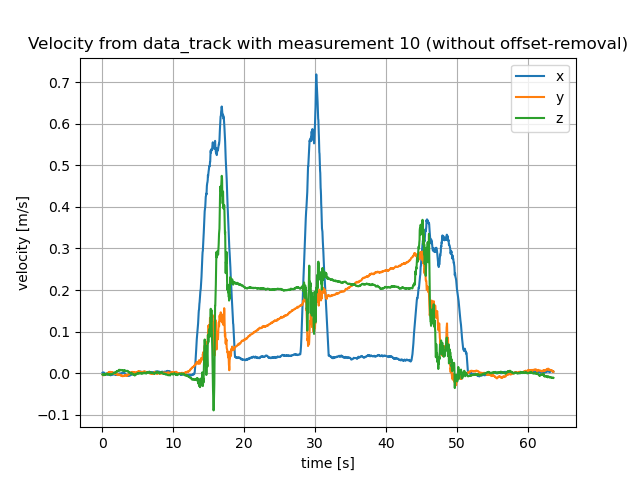 Velocity from data_track with measurement 10 (without offset-removal)
x
y
z
0.7
0.6
0.5
0.4
0.3
0.2
0.1
0.0
−0.1
velocity [m/s]
0 10 20 30 40 50 60
time [s]